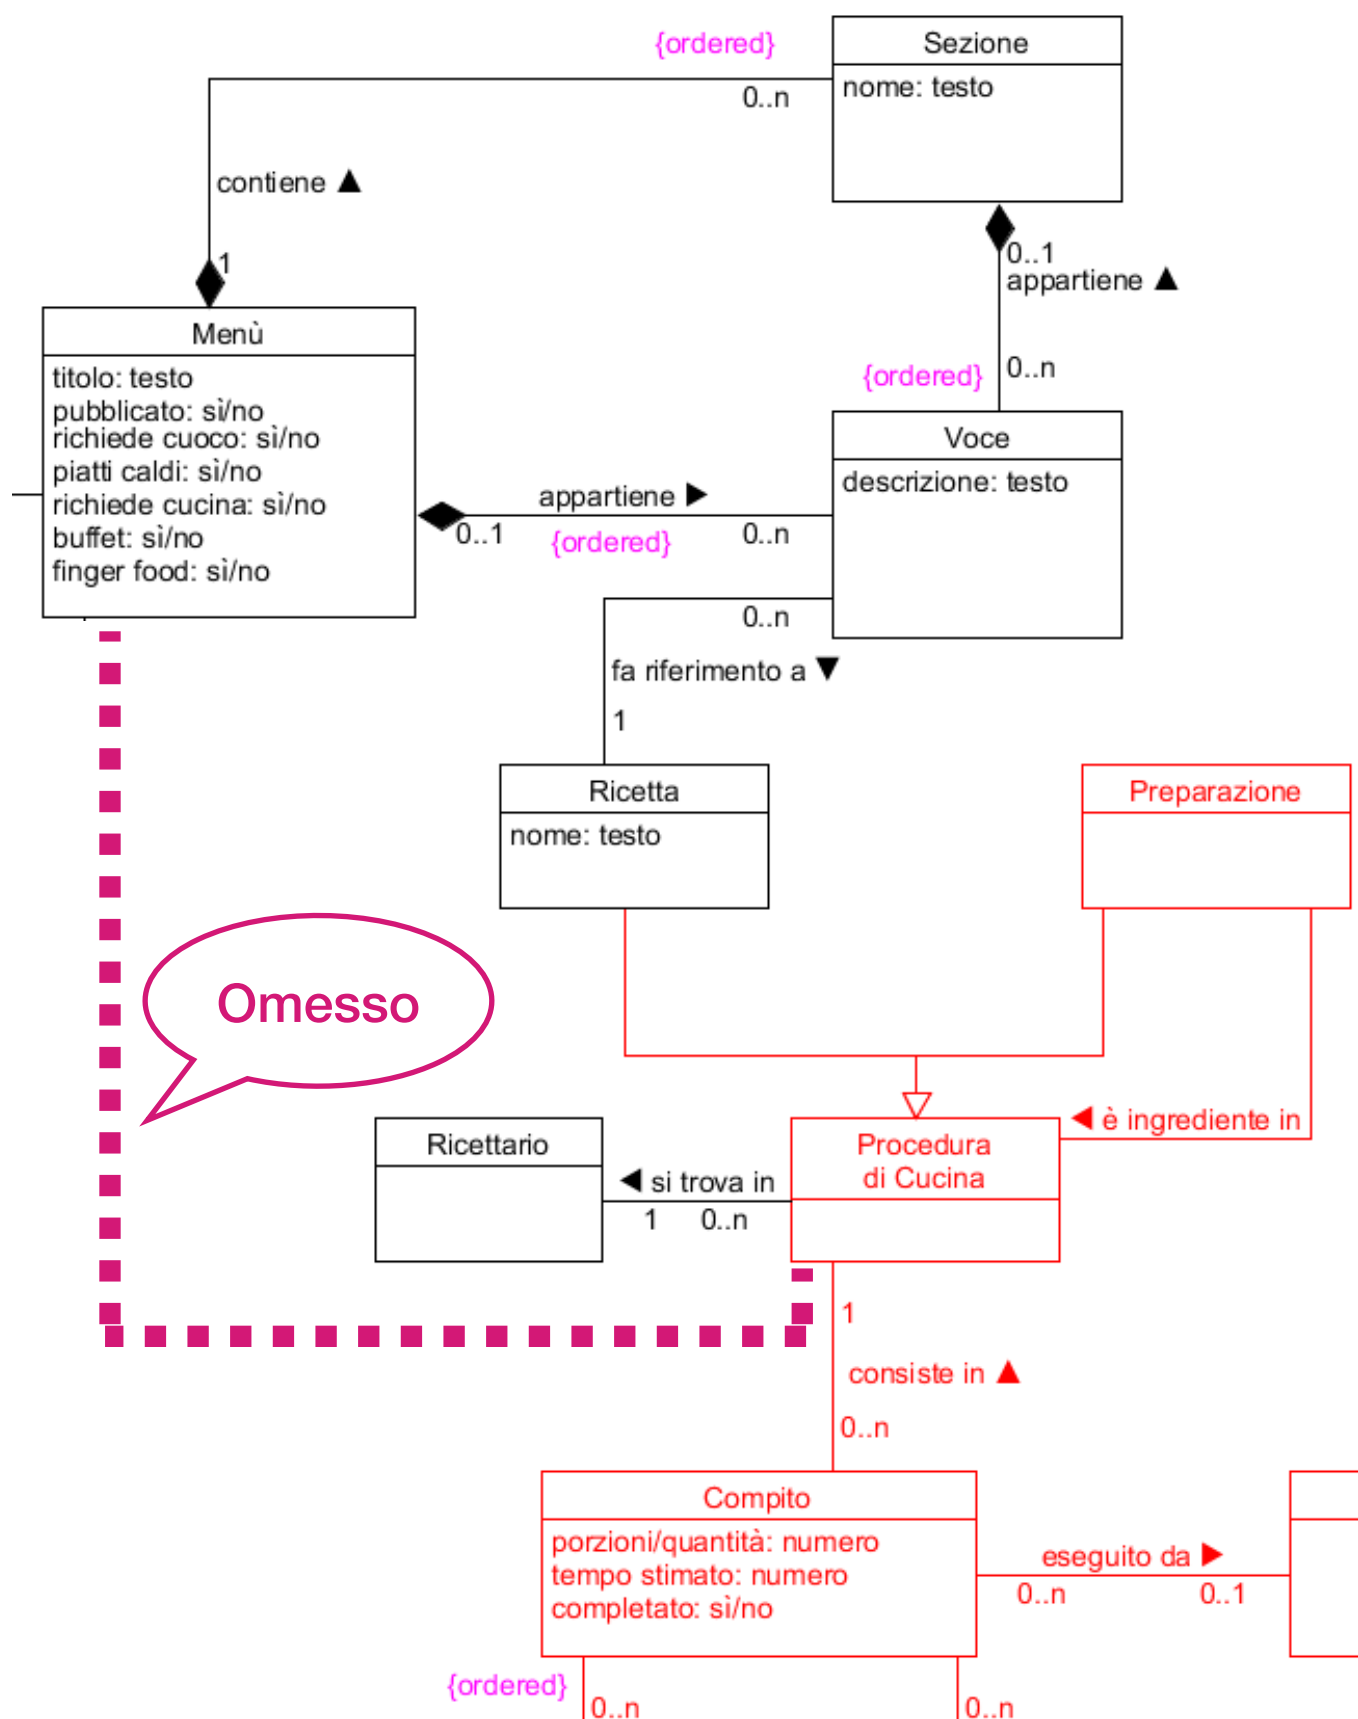 {ordered}
Sezione
0..n
nome: testo
contiene ▲
1
0..1
appartiene ▲
Menù
titolo: testo
pubblicato: sì/no
richiede cuoco: sì/no
piatti caldi: sì/no
richiede cucina: sì/no
buffet: sì/no
finger food: sì/no
{ordered}
0..n
Voce
descrizione: testo
appartiene ▶
0..1
{ordered}
0..n
0..n
fa riferimento a ▼
1
Ricetta
nome: testo
Preparazione
Omesso
◀ è ingrediente in
Ricettario
Procedura
di Cucina
◀ si trova in
1
0..n
1
consiste in ▲
0..n
Compito
porzioni/quantità: numero
tempo stimato: numero
completato: sì/no
eseguito da ▶
0..n
0..1
{ordered}
0..n
0..n